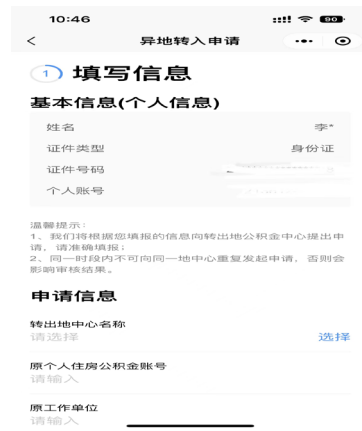 10:46
90
异地转入申请
1 填写信息
基本信息(个人信息)
姓名 李*
证件类型 身份证
证件号码
个人账号
温馨提示:
1、我们将根据您填报的信息向转出地公积金中心提出申
请,请准确填报;
2、同一时段内不可向同一地中心重复发起申请,否则会
影响审核结果。
申请信息
转出地中心名称
请选择 选择
原个人住房公积金账号
请输入
原工作单位
请输入